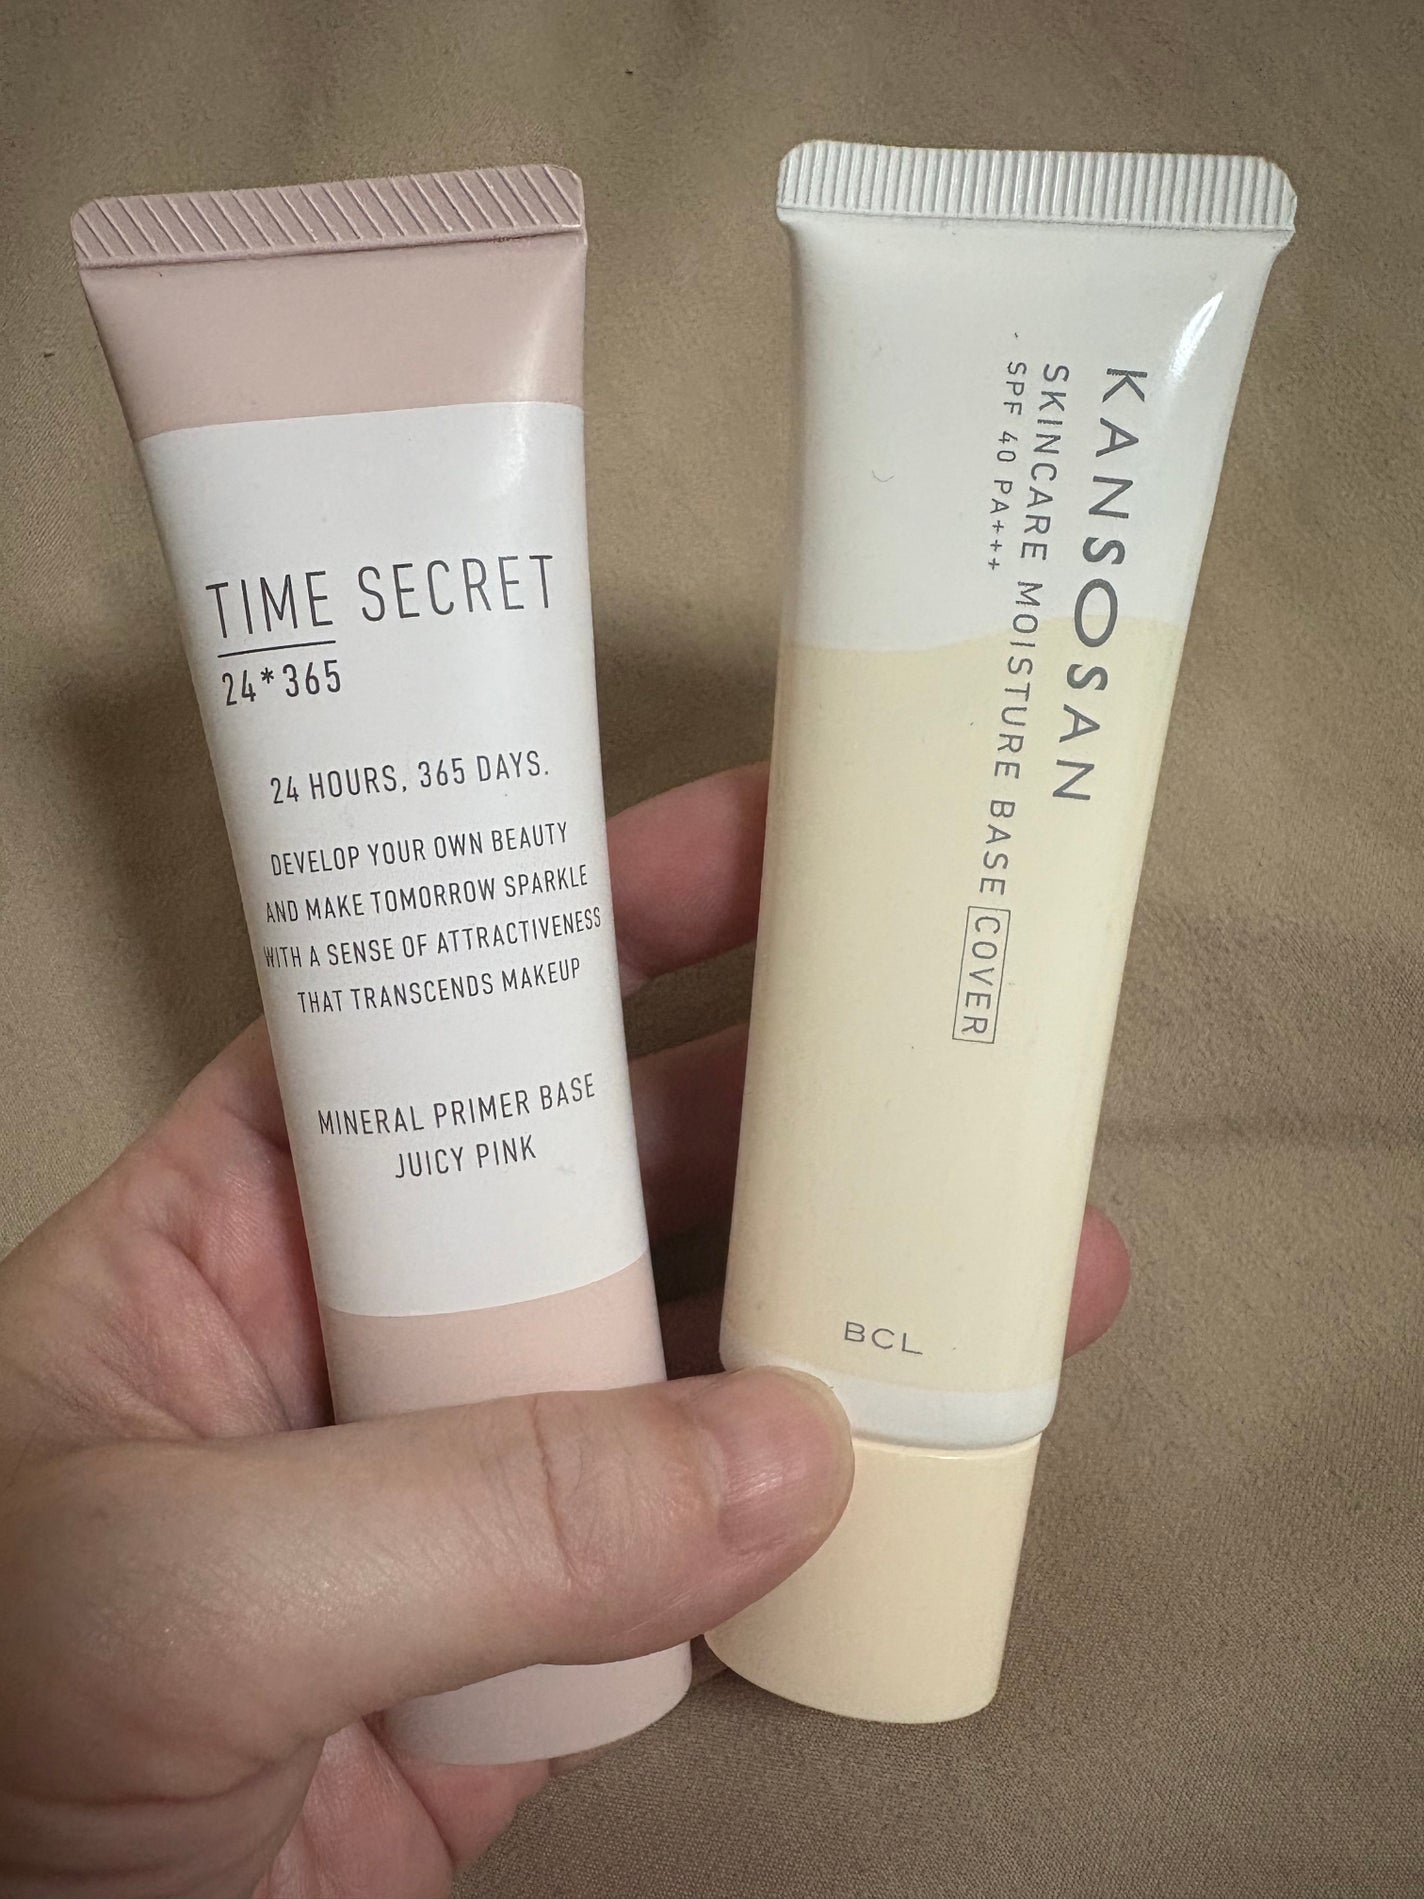 TIME SECRET
24*365
24 HOURS, 365 DAYS.
DEVELOP YOUR OWN BEAUTY
AND MAKE TOMORROW SPARKLE
WITH A SENSE OF ATTRACTIVENESS
THAT TRANSCENDS MAKEUP
MINERAL PRIMER BASE
JUICY PINK
KANSOSAN
SKINCARE MOISTURE BASE COVER
SPF 40 PA+++
BCL